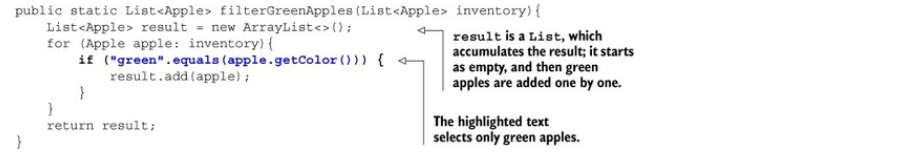 public static List<Apple> filterGreenApples(List<Apple> inventory){
    List<Apple> result = new ArrayList<>();
    for (Apple apple: inventory){
        if ("green".equals(apple.getColor())) {
            result.add(apple);
        }
    }
    return result;
}
result is a List, which
accumulates the result; it starts
as empty, and then green
apples are added one by one.
The highlighted text
selects only green apples.